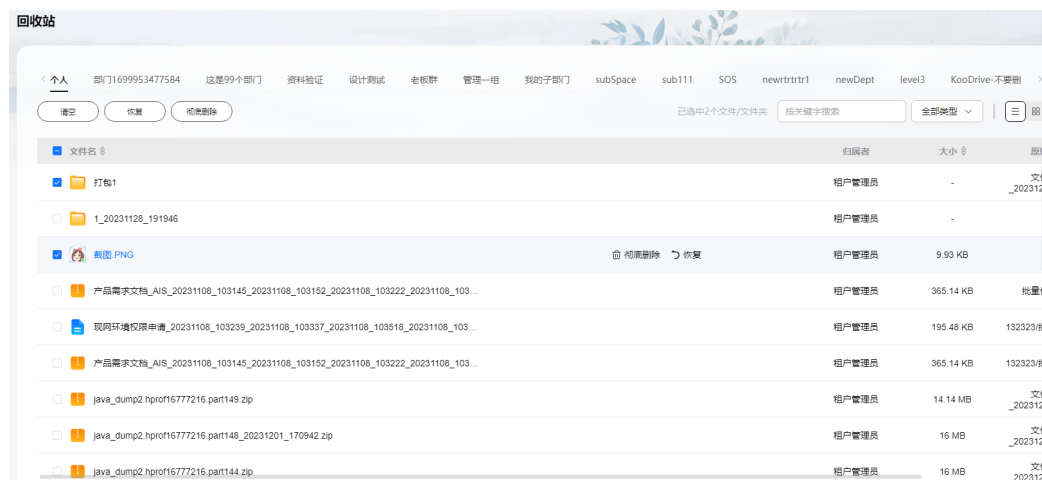 回收站
个人 部门1699953477584 这是99个部门 资料验证 设计测试 老板群 管理一组 我的子部门 subSpace sub111 SOS newrtrtrtr1 newDept level3 KooDrive-不要删
清空 恢复 彻底删除 已选中2个文件/文件夹 按关键字搜索 全部类型
文件名 归属者 大小
打包1 租户管理员 - 文
_202312
1_20231128_191946 租户管理员 -
截图.PNG 彻底删除 恢复 租户管理员 9.93 KB
产品需求文档_AIS_20231108_103145_20231108_103152_20231108_103222_20231108_103... 租户管理员 365.14 KB 批量
现网环境权限申请_20231108_103239_20231108_103337_20231108_103518_20231108_103... 租户管理员 195.48 KB 132323/
产品需求文档_AIS_20231108_103145_20231108_103152_20231108_103222_20231108_103... 租户管理员 365.14 KB 132323/
java_dump2.hprof16777216.part149.zip 租户管理员 14.14 MB 文
_202312
java_dump2.hprof16777216.part148_20231201_170942.zip 租户管理员 16 MB 文
_202312
java_dump2.hprof16777216.part144.zip 租户管理员 16 MB 文
202312